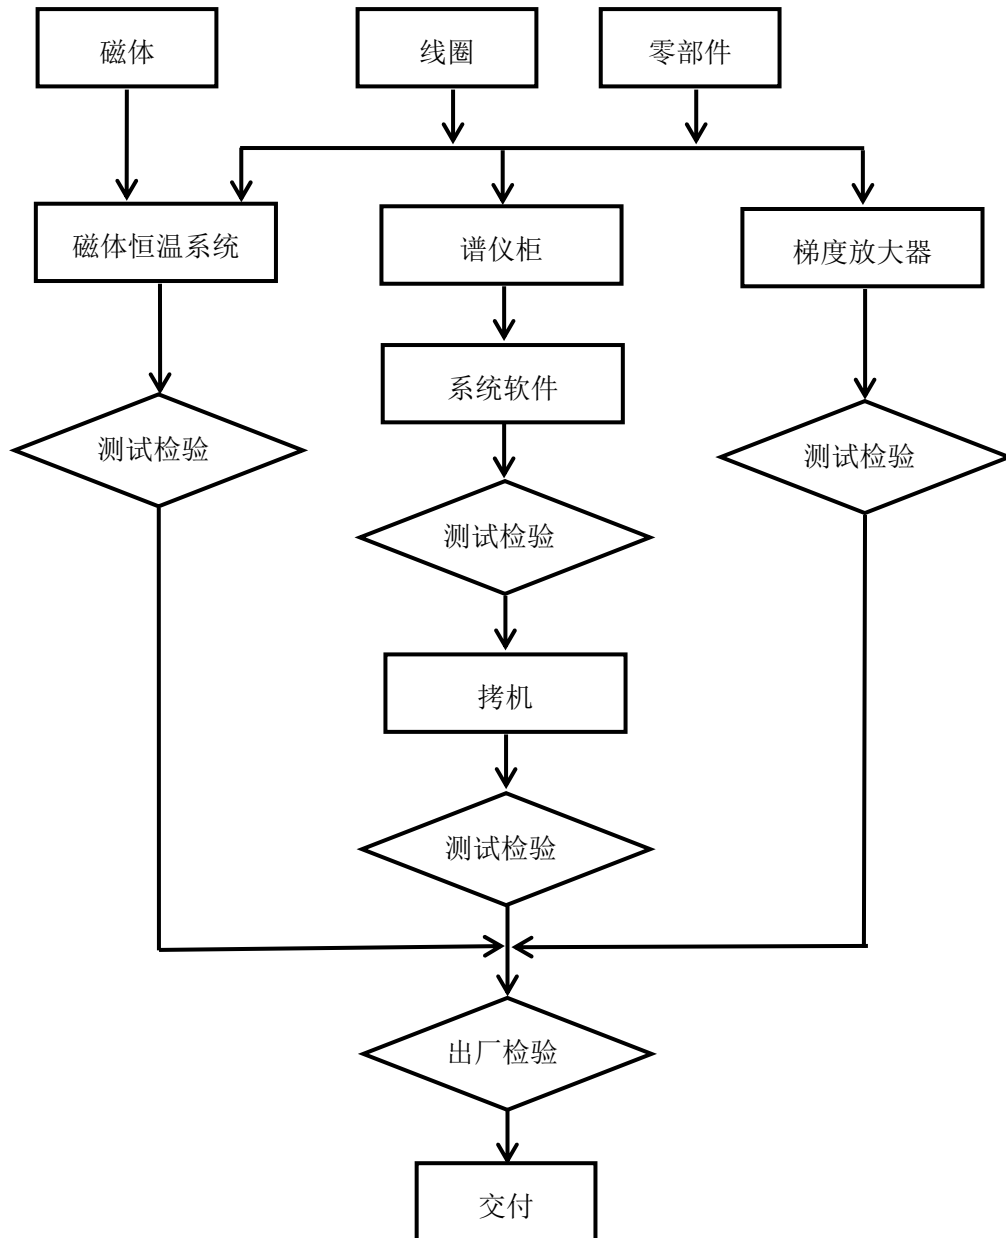 磁体
线圈
零部件
磁体恒温系统
谱仪柜
梯度放大器
系统软件
测试检验
测试检验
测试检验
拷机
测试检验
出厂检验
交付